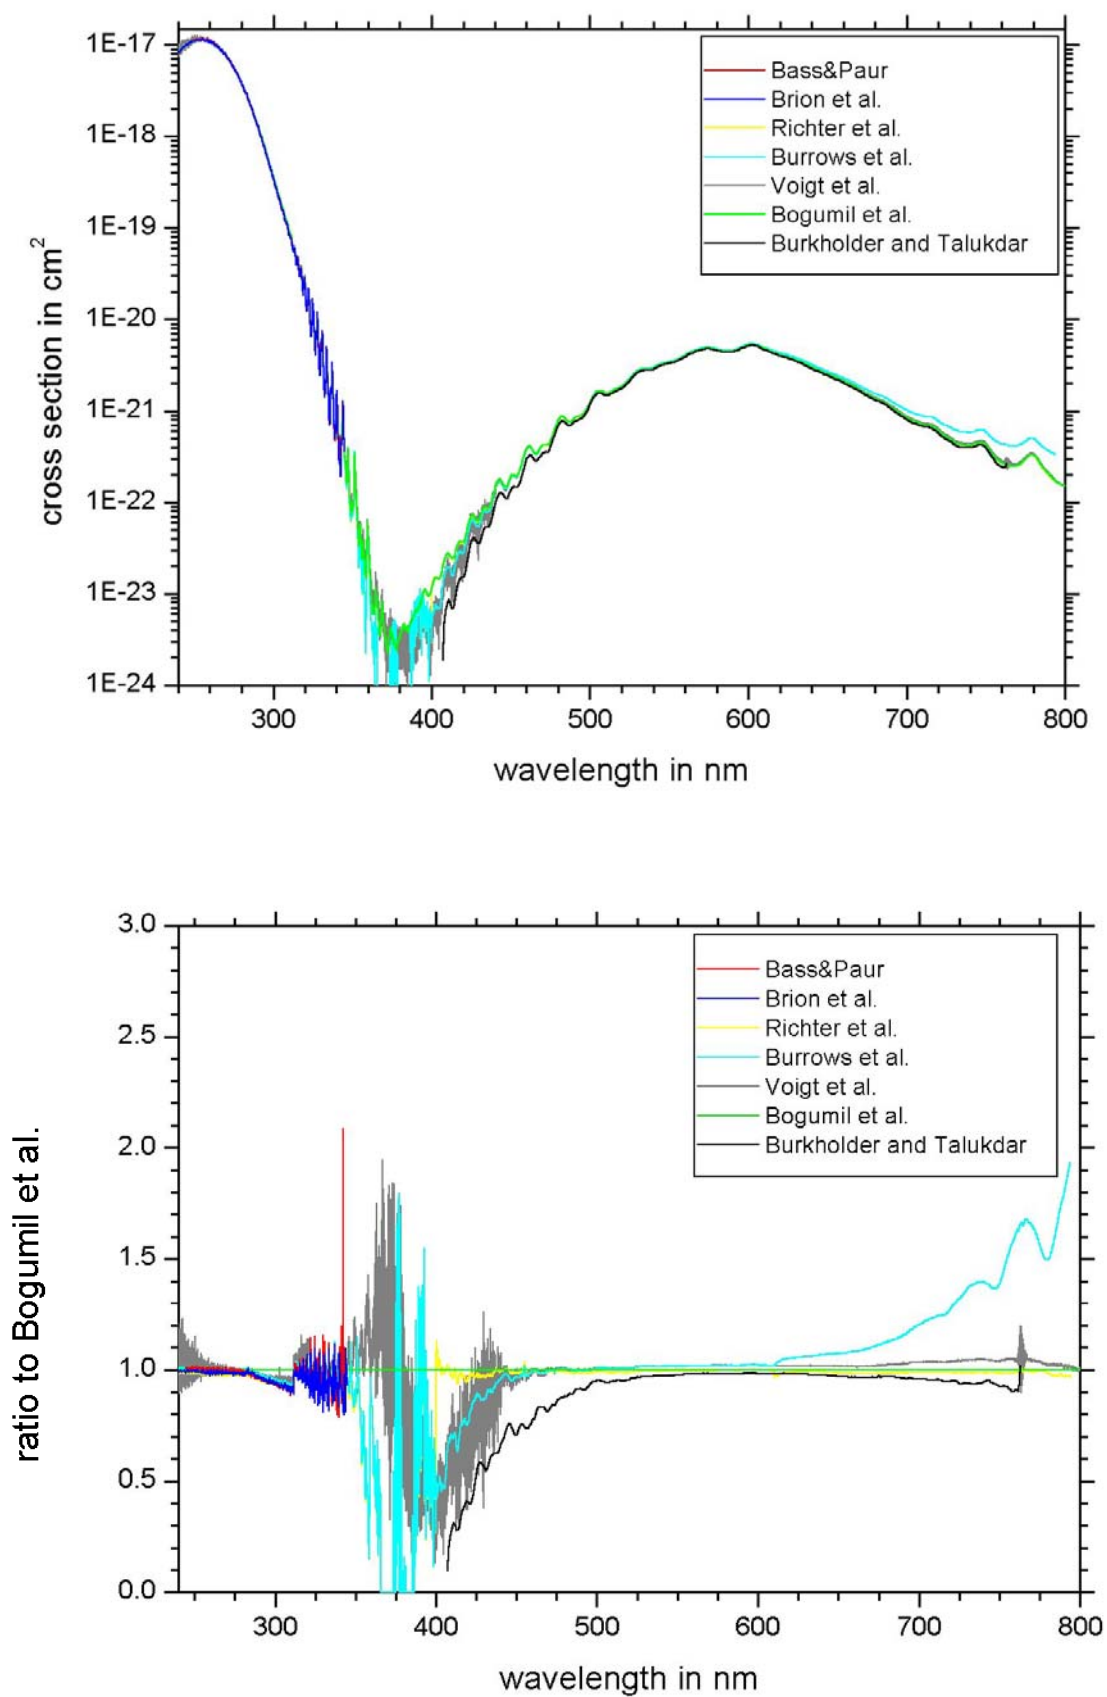 1E-17
1E-18
1E-19
1E-20
1E-21
1E-22
1E-23
1E-24
cross section in cm²
Bass&Paur
Brion et al.
Richter et al.
Burrows et al.
Voigt et al.
Bogumil et al.
Burkholder and Talukdar
300 400 500 600 700 800
wavelength in nm
3.0
2.5
2.0
1.5
1.0
0.5
0.0
ratio to Bogumil et al.
Bass&Paur
Brion et al.
Richter et al.
Burrows et al.
Voigt et al.
Bogumil et al.
Burkholder and Talukdar
300 400 500 600 700 800
wavelength in nm